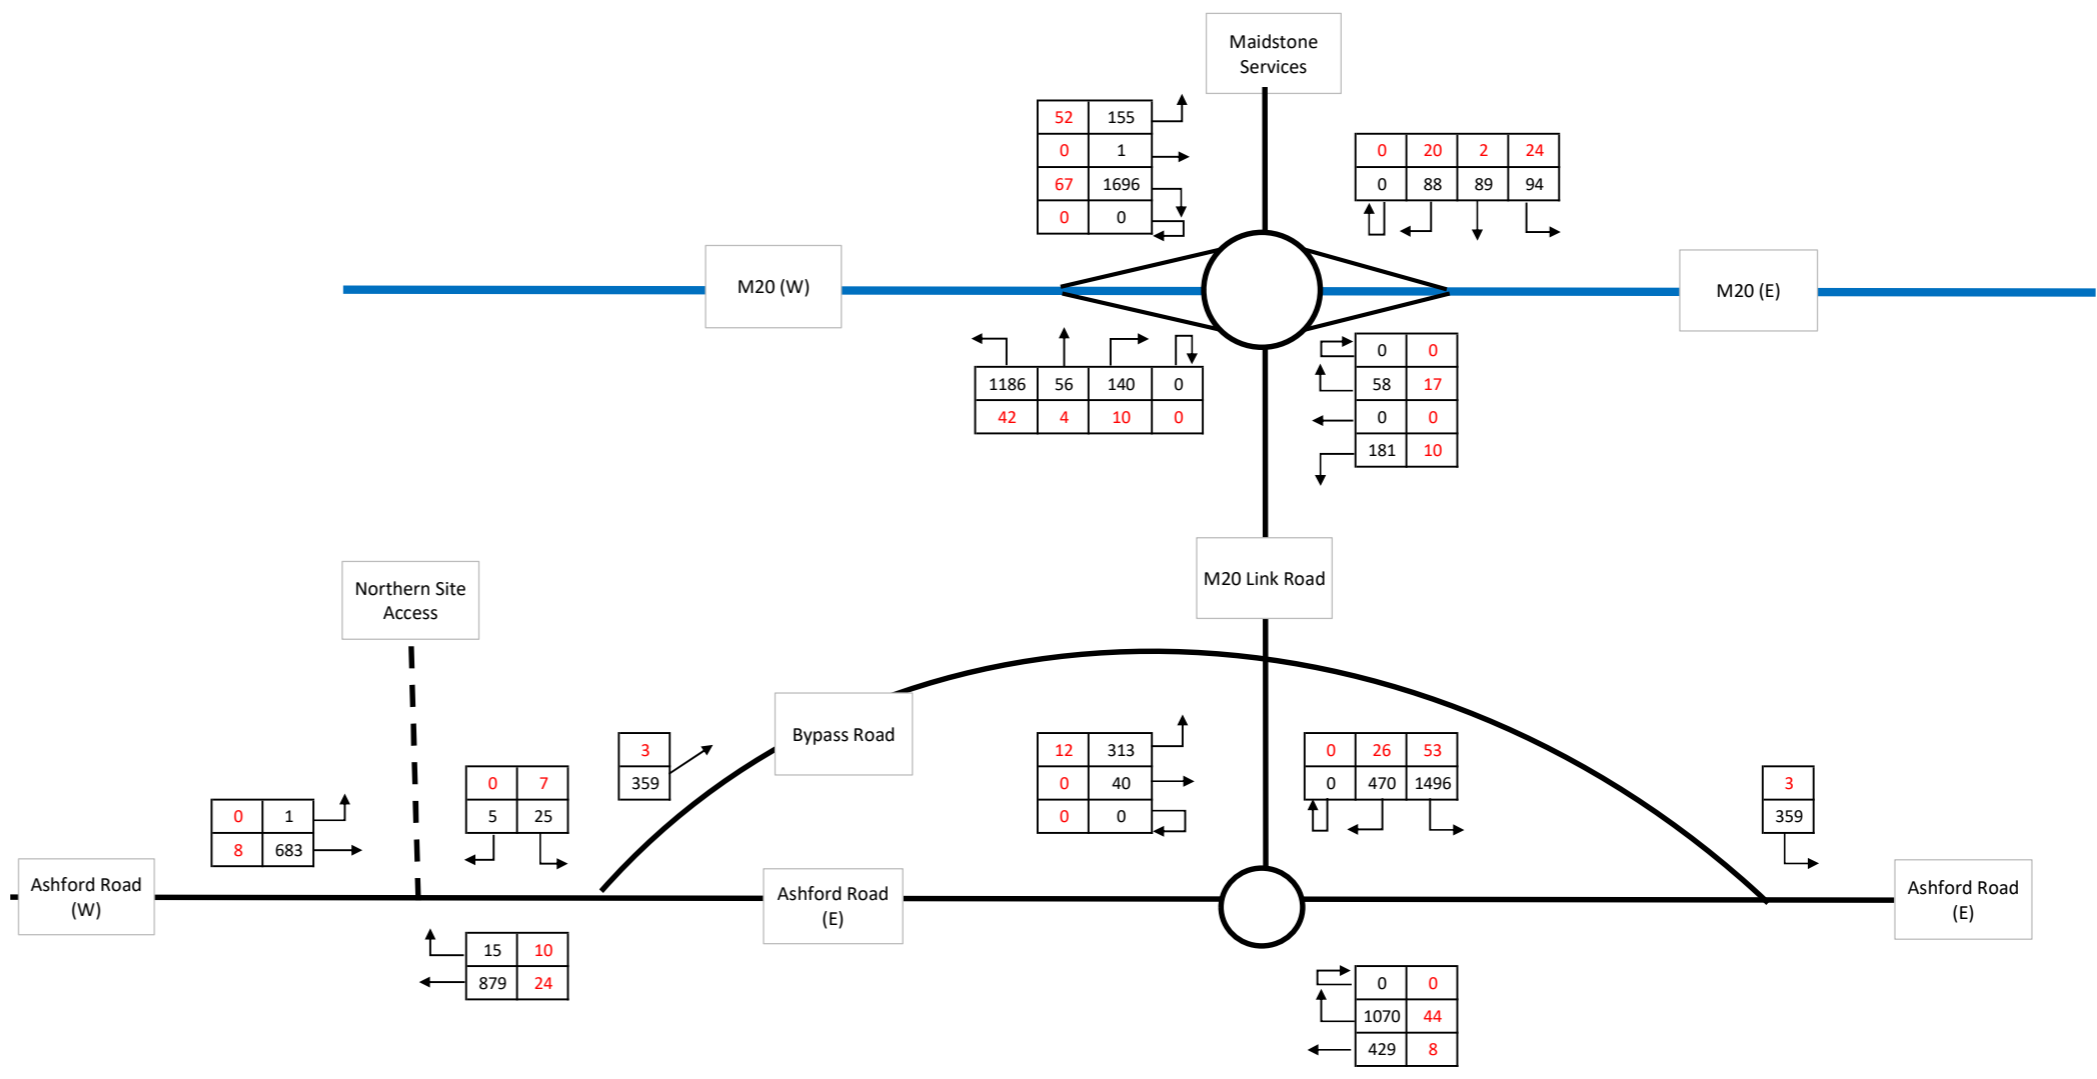 Maidstone
Services
52 155
0 1
67 1696
0 0
0 20 2 24
0 88 89 94
M20 (W)
M20 (E)
1186 56 140 0
42 4 10 0
0 0
58 17
0 0
181 10
M20 Link Road
Northern Site
Access
Bypass Road
3
359
12 313
0 40
0 0
0 26 53
0 470 1496
3
359
0 7
5 25
0 1
8 683
Ashford Road
(W)
Ashford Road
(E)
Ashford Road
(E)
15 10
879 24
0 0
1070 44
429 8